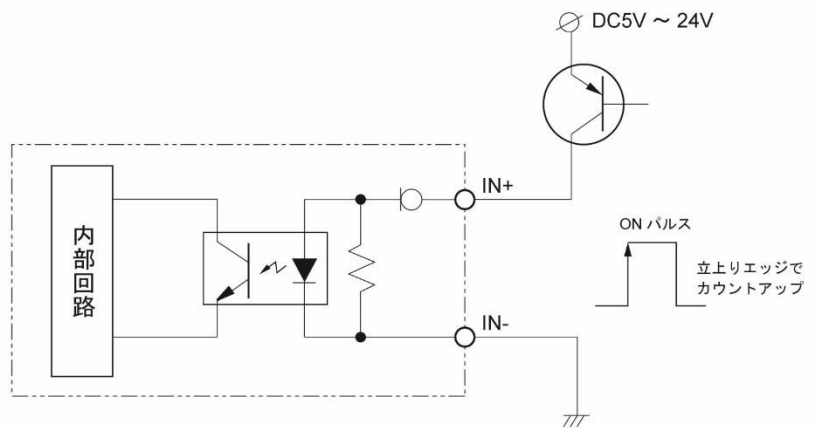 DC5V ～ 24V
IN+
ON パルス
内部回路
立上りエッジで
カウントアップ
IN-